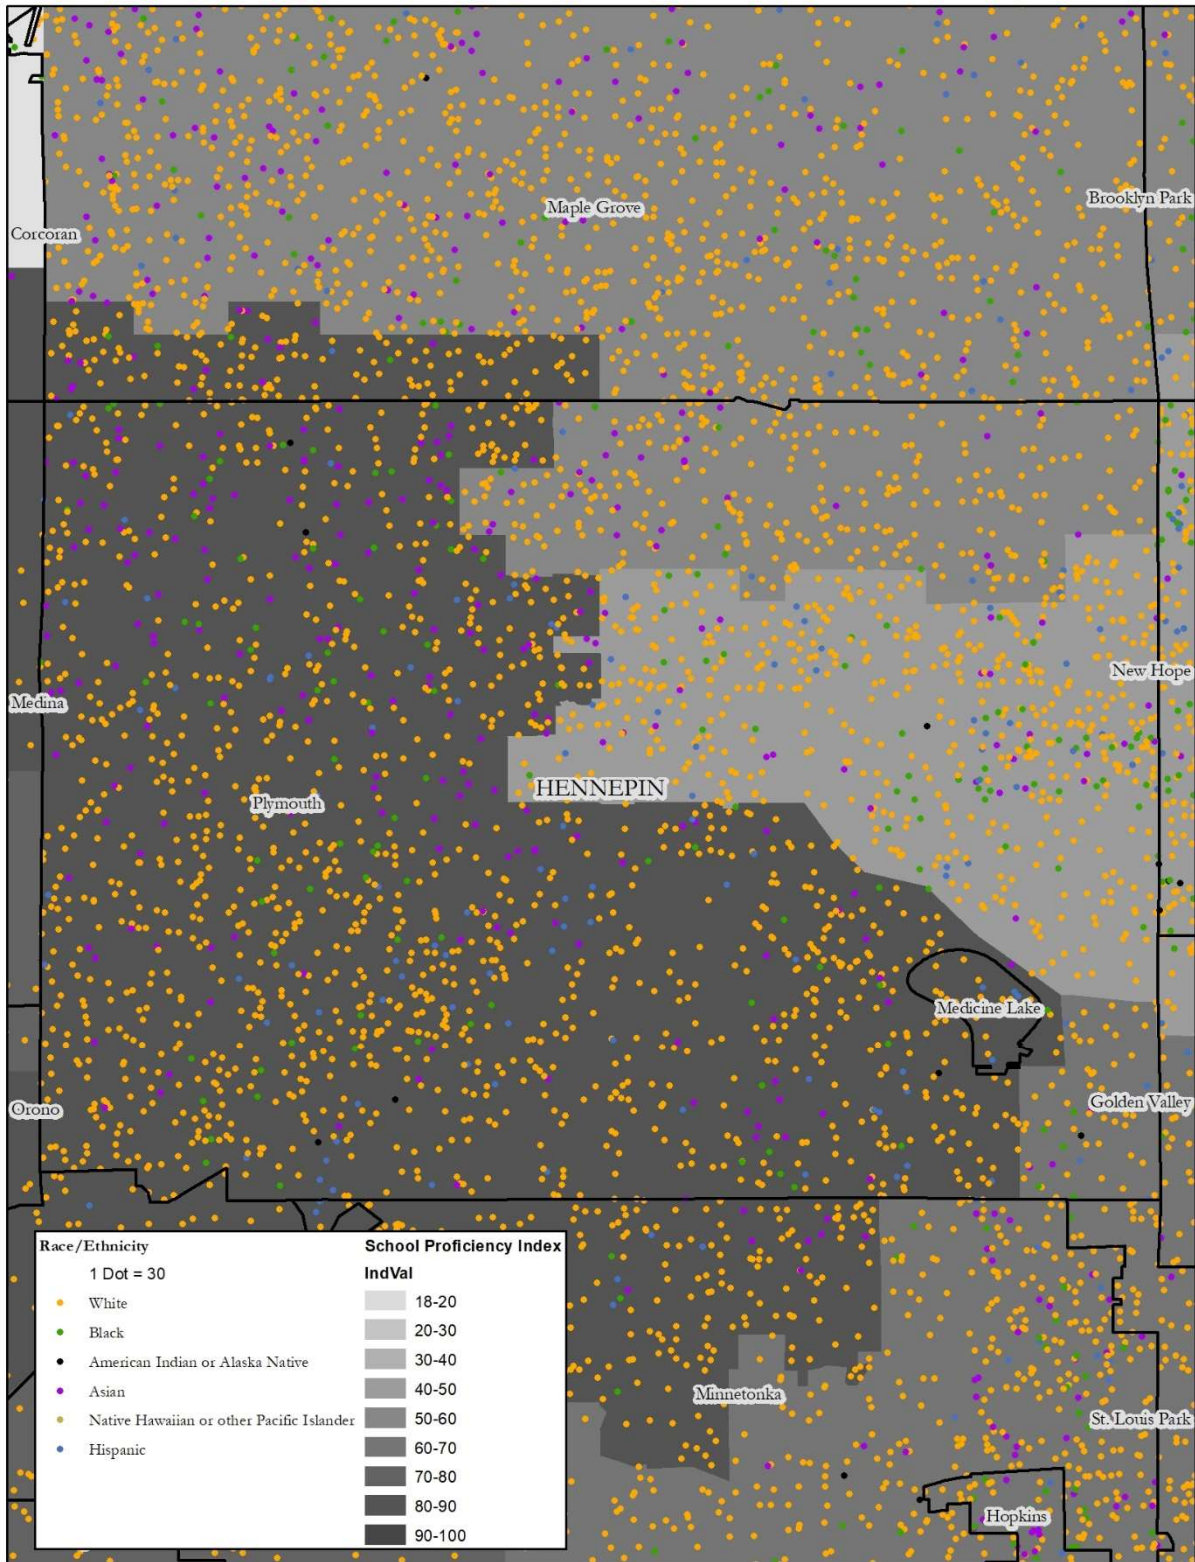 Maple Grove
Brooklyn Park
Corcoran
New Hope
Medina
HENNEPIN
Plymouth
Medicine Lake
Golden Valley
Orono
Minnetonka
St. Louis Park
Hopkins
Race/Ethnicity
1 Dot = 30
White
Black
American Indian or Alaska Native
Asian
Native Hawaiian or other Pacific Islander
Hispanic
School Proficiency Index
IndVal
18-20
20-30
30-40
40-50
50-60
60-70
70-80
80-90
90-100